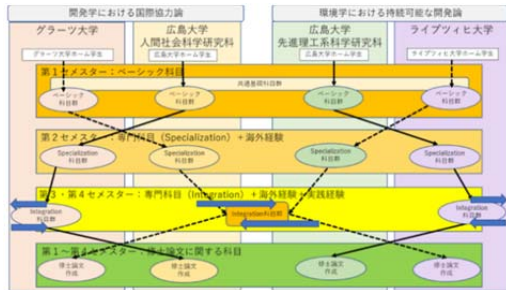 開発学における国際協力論
環境学における持続可能な開発論
グラーツ大学
広島大学
人間社会科学研究科
広島大学
先進理工系科学研究科
ライプツィヒ大学
グラーツ大学ホーム学生
広島大学ホーム学生
広島大学ホーム学生
ライプツィヒ大学ホーム学生
第1セメスター：ベーシック科目
共通基礎科目群
ベーシック
科目群
ベーシック
科目群
ベーシック
科目群
ベーシック
科目群
第2セメスター：専門科目（Specialization）＋海外経験
Specialization
科目群
Specialization
科目群
Specialization
科目群
Specialization
科目群
第3・第4セメスター：専門科目（Integration）＋海外経験＋実践経験
Integration
科目群
Integration科目群
Integration
科目群
第1～第4セメスター：修士論文に関する科目
修士論文
作成
修士論文
作成
修士論文
作成
修士論文
作成